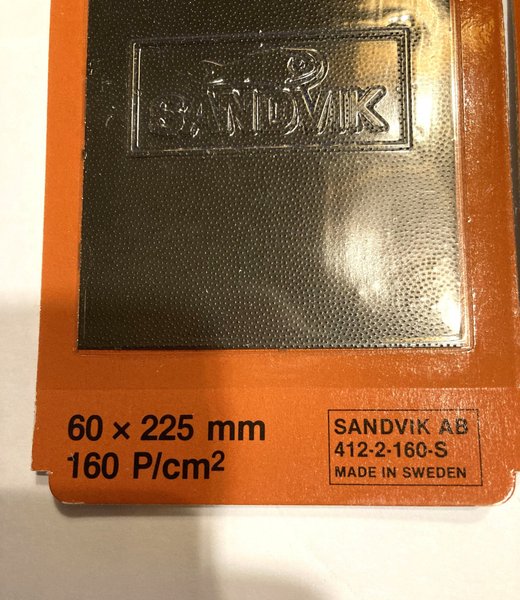 SANDVIK
60 × 225 mm
160 P/cm²
SANDVIK AB
412-2-160-S
MADE IN SWEDEN